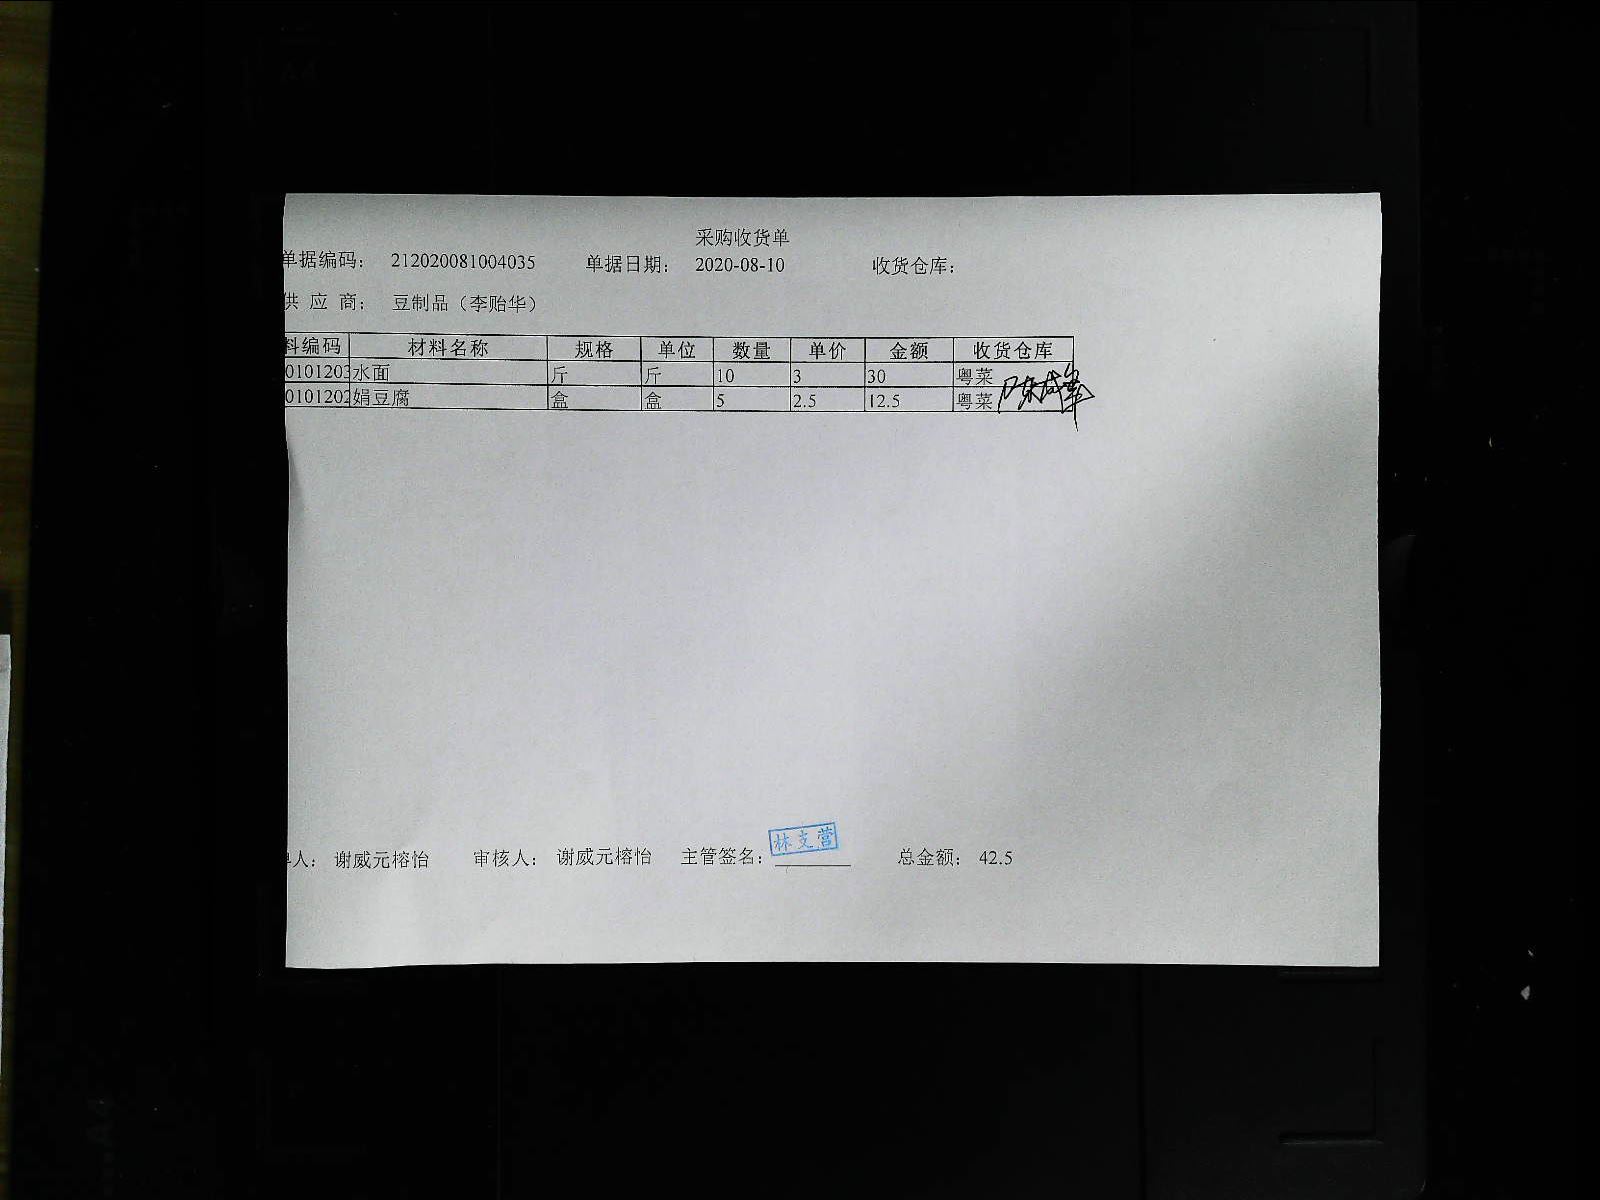 采购收货单
单据编码： 212020081004035 单据日期： 2020-08-10 收货仓库：
供 应 商： 豆制品（李贻华）
料编码 材料名称 规格 单位 数量 单价 金额 收货仓库
0101203 水面 斤 斤 10 3 30 粤菜
0101202 娟豆腐 盒 盒 5 2.5 12.5 粤菜
人： 谢威元榕怡 审核人： 谢威元榕怡 主管签名： 林支营 总金额： 42.5